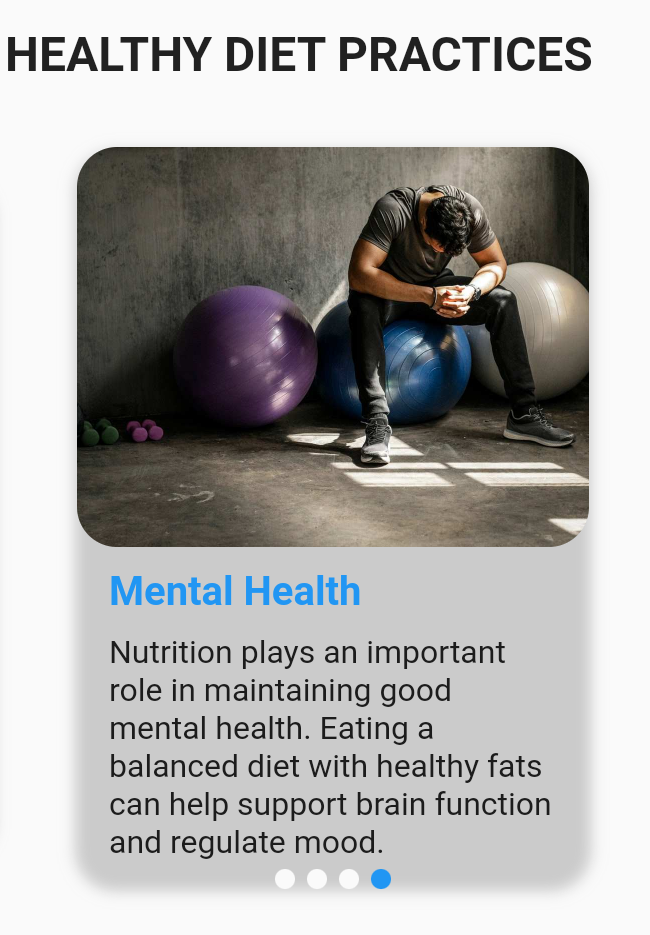 HEALTHY DIET PRACTICES
Mental Health
Nutrition plays an important
role in maintaining good
mental health. Eating a
balanced diet with healthy fats
can help support brain function
and regulate mood.